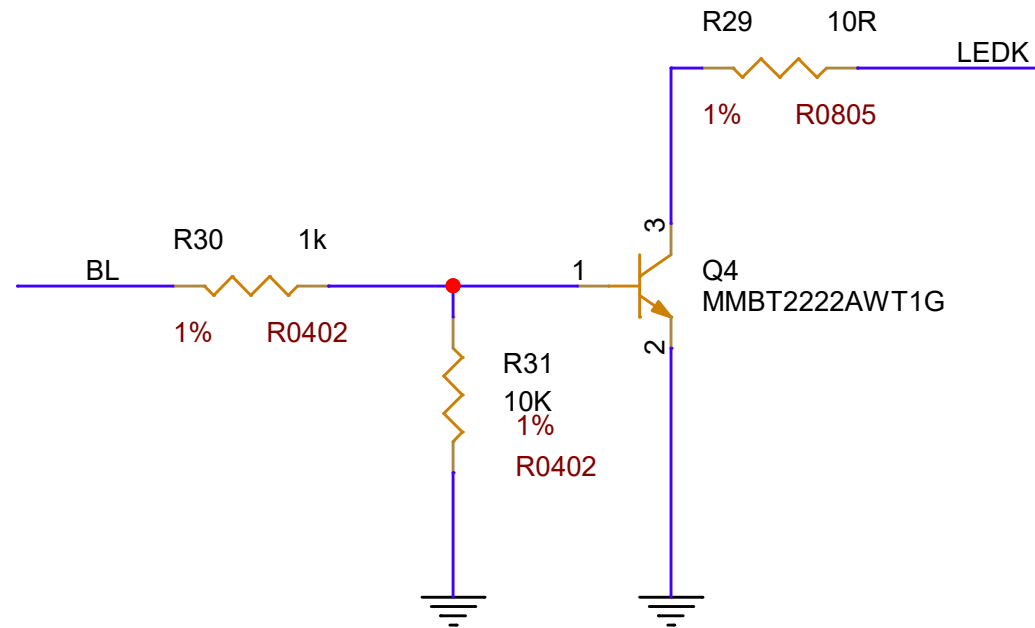 R29 10R
LEDK
1% R0805
R30 1k
BL
1% R0402
1
3
Q4
MMBT2222AWT1G
2
R31
10K
1%
R0402